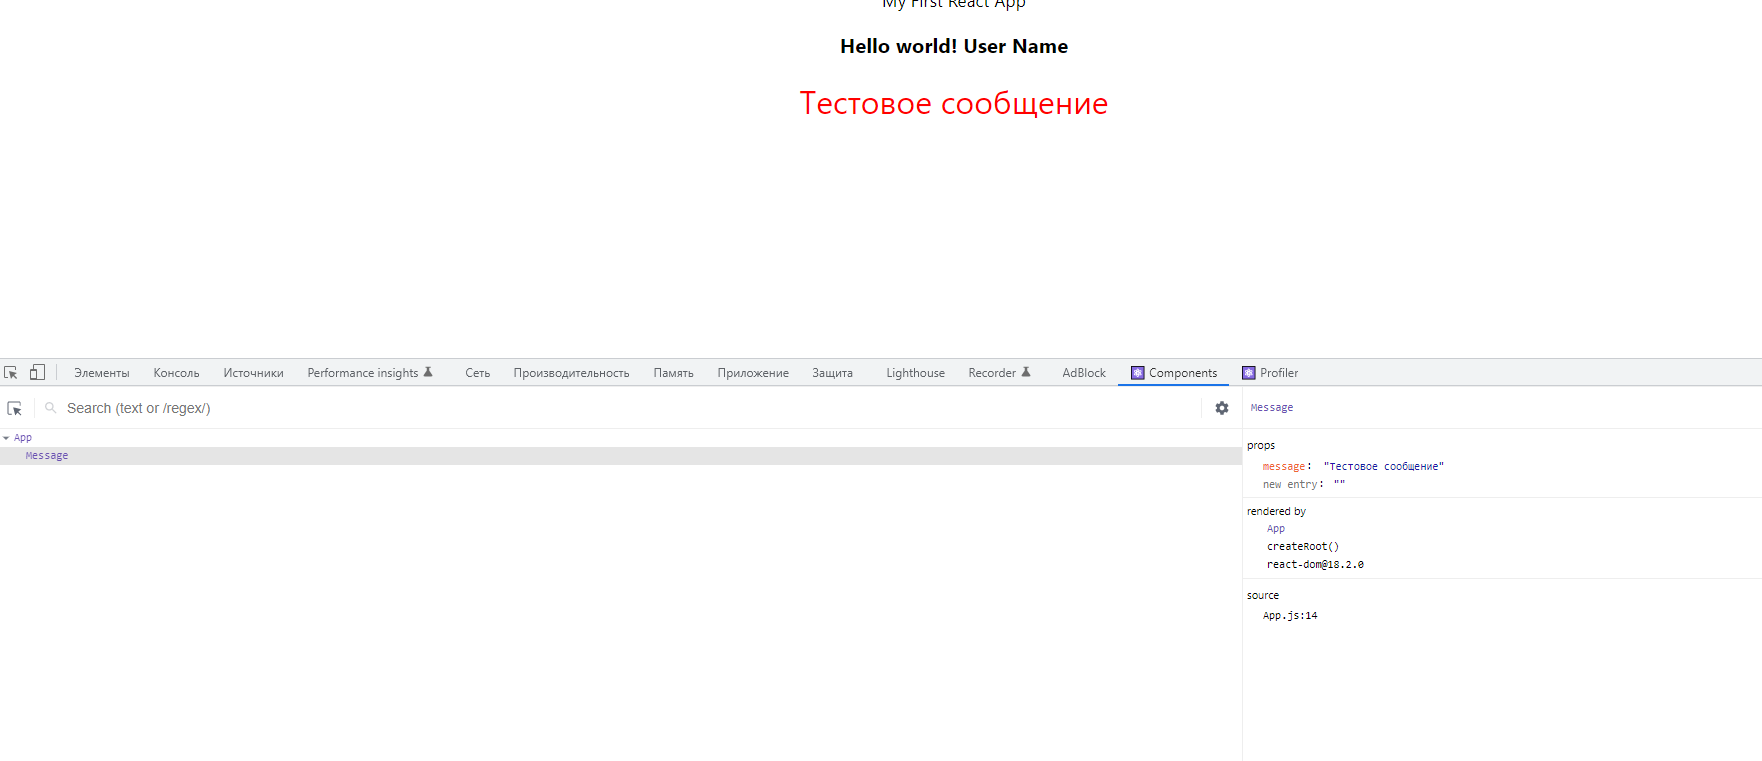 My First React App
Hello world! User Name
Тестовое сообщение
Элементы Консоль Источники Performance insights Сеть Производительность Память Приложение Защита Lighthouse Recorder AdBlock Components Profiler
Search (text or /regex/)
Message
App
Message
props
message: "Тестовое сообщение"
new entry: ""
rendered by
App
createRoot()
react-dom@18.2.0
source
App.js:14